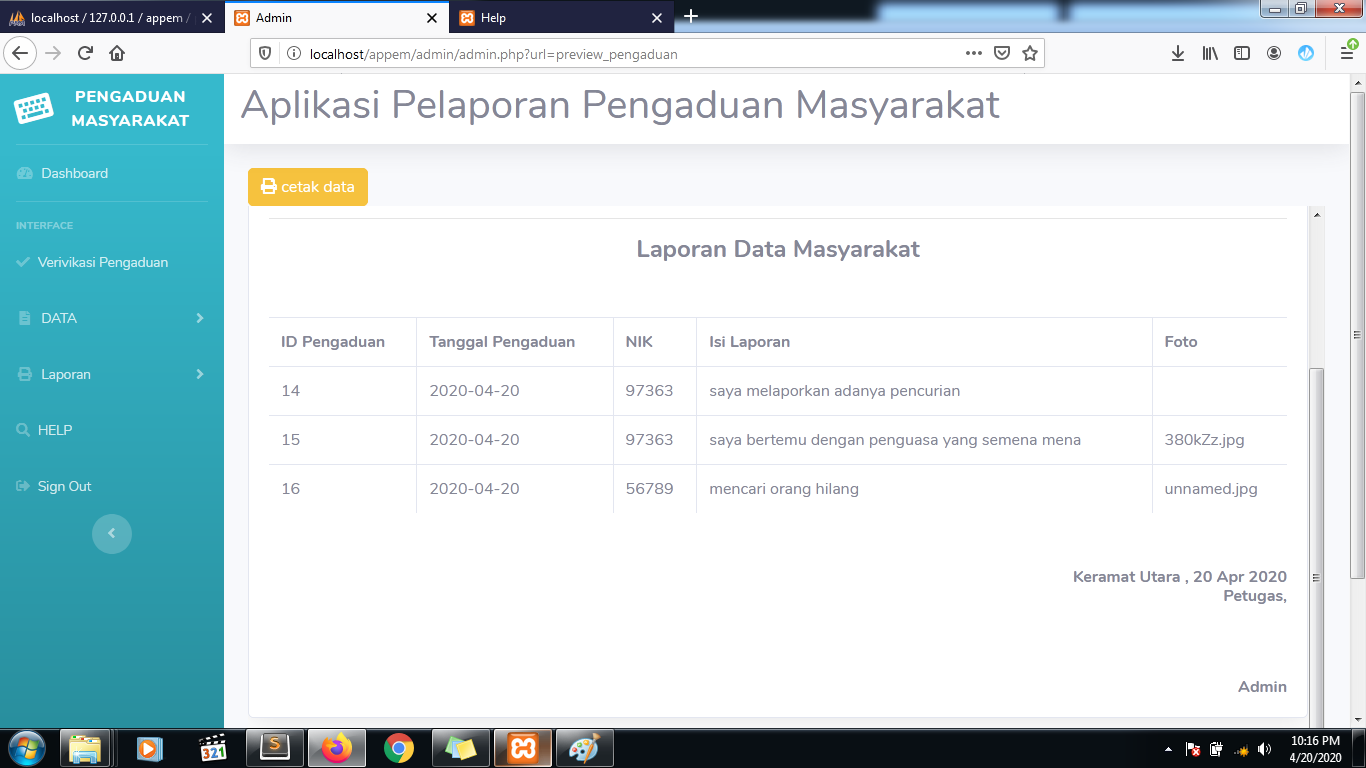 localhost / 127.0.0.1 / appem /
Admin
Help
localhost/appem/admin/admin.php?url=preview_pengaduan
PENGADUAN
MASYARAKAT
Dashboard
INTERFACE
Verivikasi Pengaduan
DATA
Laporan
HELP
Sign Out
Aplikasi Pelaporan Pengaduan Masyarakat
cetak data
Laporan Data Masyarakat
ID Pengaduan Tanggal Pengaduan NIK Isi Laporan Foto
14 2020-04-20 97363 saya melaporkan adanya pencurian
15 2020-04-20 97363 saya bertemu dengan penguasa yang semena mena 380kZz.jpg
16 2020-04-20 56789 mencari orang hilang unnamed.jpg
Keramat Utara , 20 Apr 2020
Petugas,
Admin
321
S
10:16 PM
4/20/2020